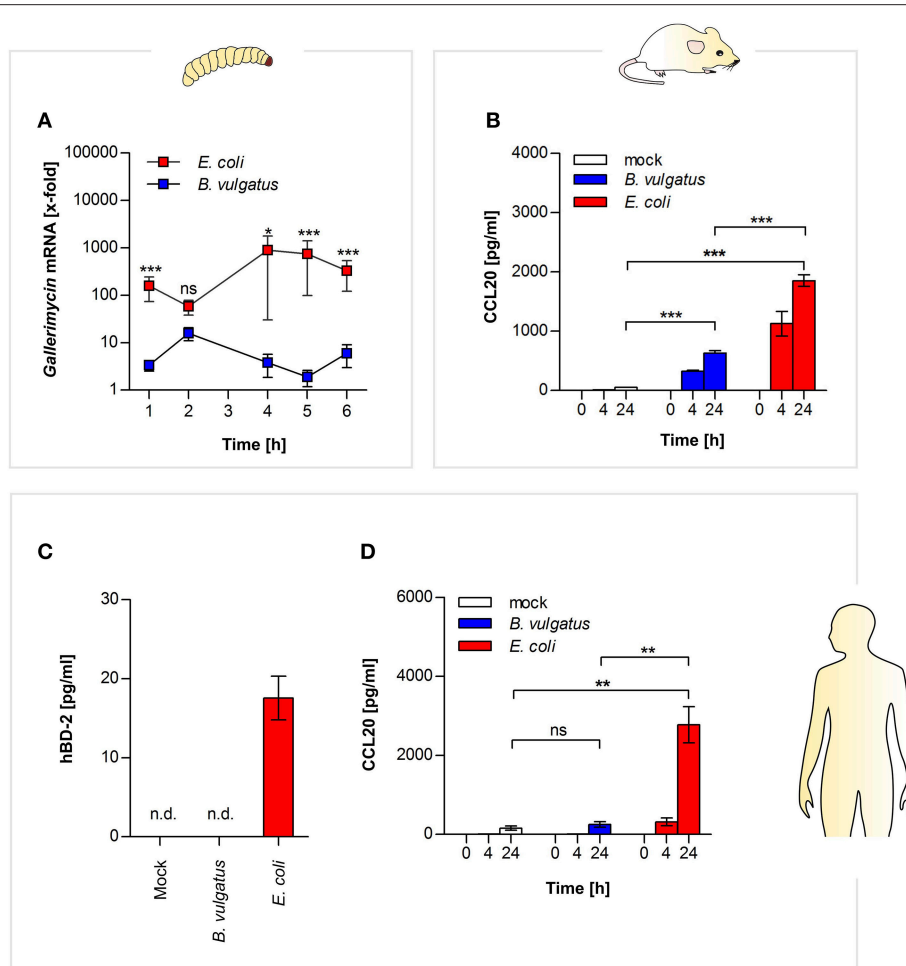 A
Gallerymycin mRNA [x-fold]
100000
10000
1000
100
10
1
E. coli
B. vulgatus
***
ns
*
***
***
1 2 3 4 5 6
Time [h]
B
CCL20 [pg/ml]
4000
3000
2000
1000
0
mock
B. vulgatus
E. coli
***
***
***
0 4 24 0 4 24 0 4 24
Time [h]
C
hBD-2 [pg/ml]
30
20
10
0
n.d. n.d.
Mock
B. vulgatus
E. coli
D
CCL20 [pg/ml]
6000
4000
2000
0
mock
B. vulgatus
E. coli
**
**
ns
0 4 24 0 4 24 0 4 24
Time [h]